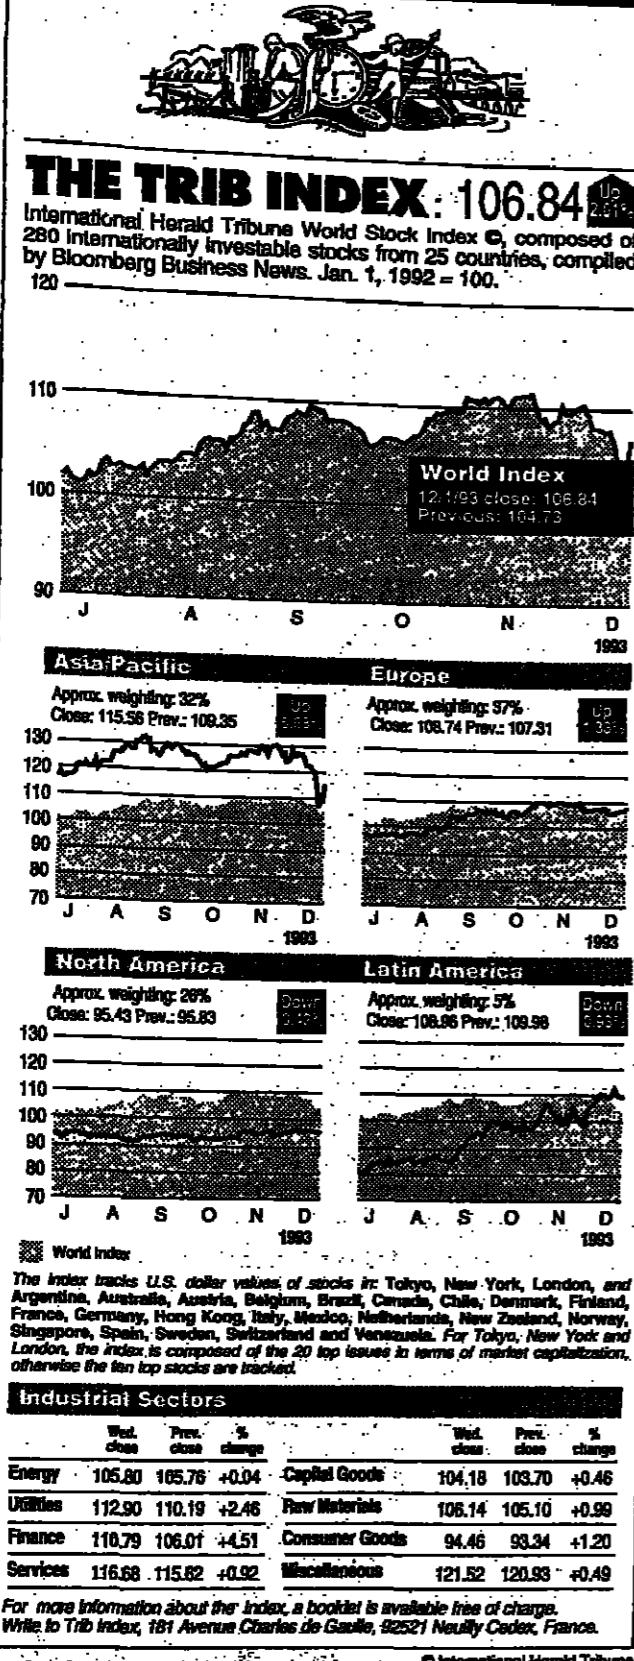 THE TRIB INDEX: 106.84 Up
International Herald Tribune World Stock Index ©, composed of
280 internationally investable stocks from 25 countries, compiled
by Bloomberg Business News. Jan. 1, 1992 = 100.
120
110
100
90
World Index
12/1/93 close: 106.84
Previous: 104.73
J A S O N D
1993
Asia/Pacific
Approx. weighting: 32%
Close: 115.56 Prev.: 109.35
Up
130
120
110
100
90
80
70
J A S O N D
1993
Europe
Approx. weighting: 37%
Close: 108.74 Prev.: 107.31
Up
J A S O N D
1993
North America
Approx. weighting: 26%
Close: 95.43 Prev.: 95.83
Down
130
120
110
100
90
80
70
J A S O N D
1993
Latin America
Approx. weighting: 5%
Close: 108.96 Prev.: 109.98
Down
J A S O N D
1993
World Index
The index tracks U.S. dollar values of stocks in: Tokyo, New York, London, and
Argentina, Australia, Austria, Belgium, Brazil, Canada, Chile, Denmark, Finland,
France, Germany, Hong Kong, Italy, Mexico, Netherlands, New Zealand, Norway,
Singapore, Spain, Sweden, Switzerland and Venezuela. For Tokyo, New York and
London, the index is composed of the 20 top issues in terms of market capitalization,
otherwise the ten top stocks are tracked.
Industrial Sectors
Wed. close Prev. close % change Wed. close Prev. close % change
Energy 105.80 105.76 +0.04 Capital Goods 104.18 103.70 +0.46
Utilities 112.90 110.19 +2.46 Raw Materials 106.14 105.10 +0.99
Finance 110.79 106.01 +4.51 Consumer Goods 94.46 93.34 +1.20
Services 116.68 115.62 +0.92 Miscellaneous 121.52 120.93 +0.49
For more information about the Index, a booklet is available free of charge.
Write to Trib Index, 181 Avenue Charles de Gaulle, 92521 Neuilly Cedex, France.
© International Herald Tribune